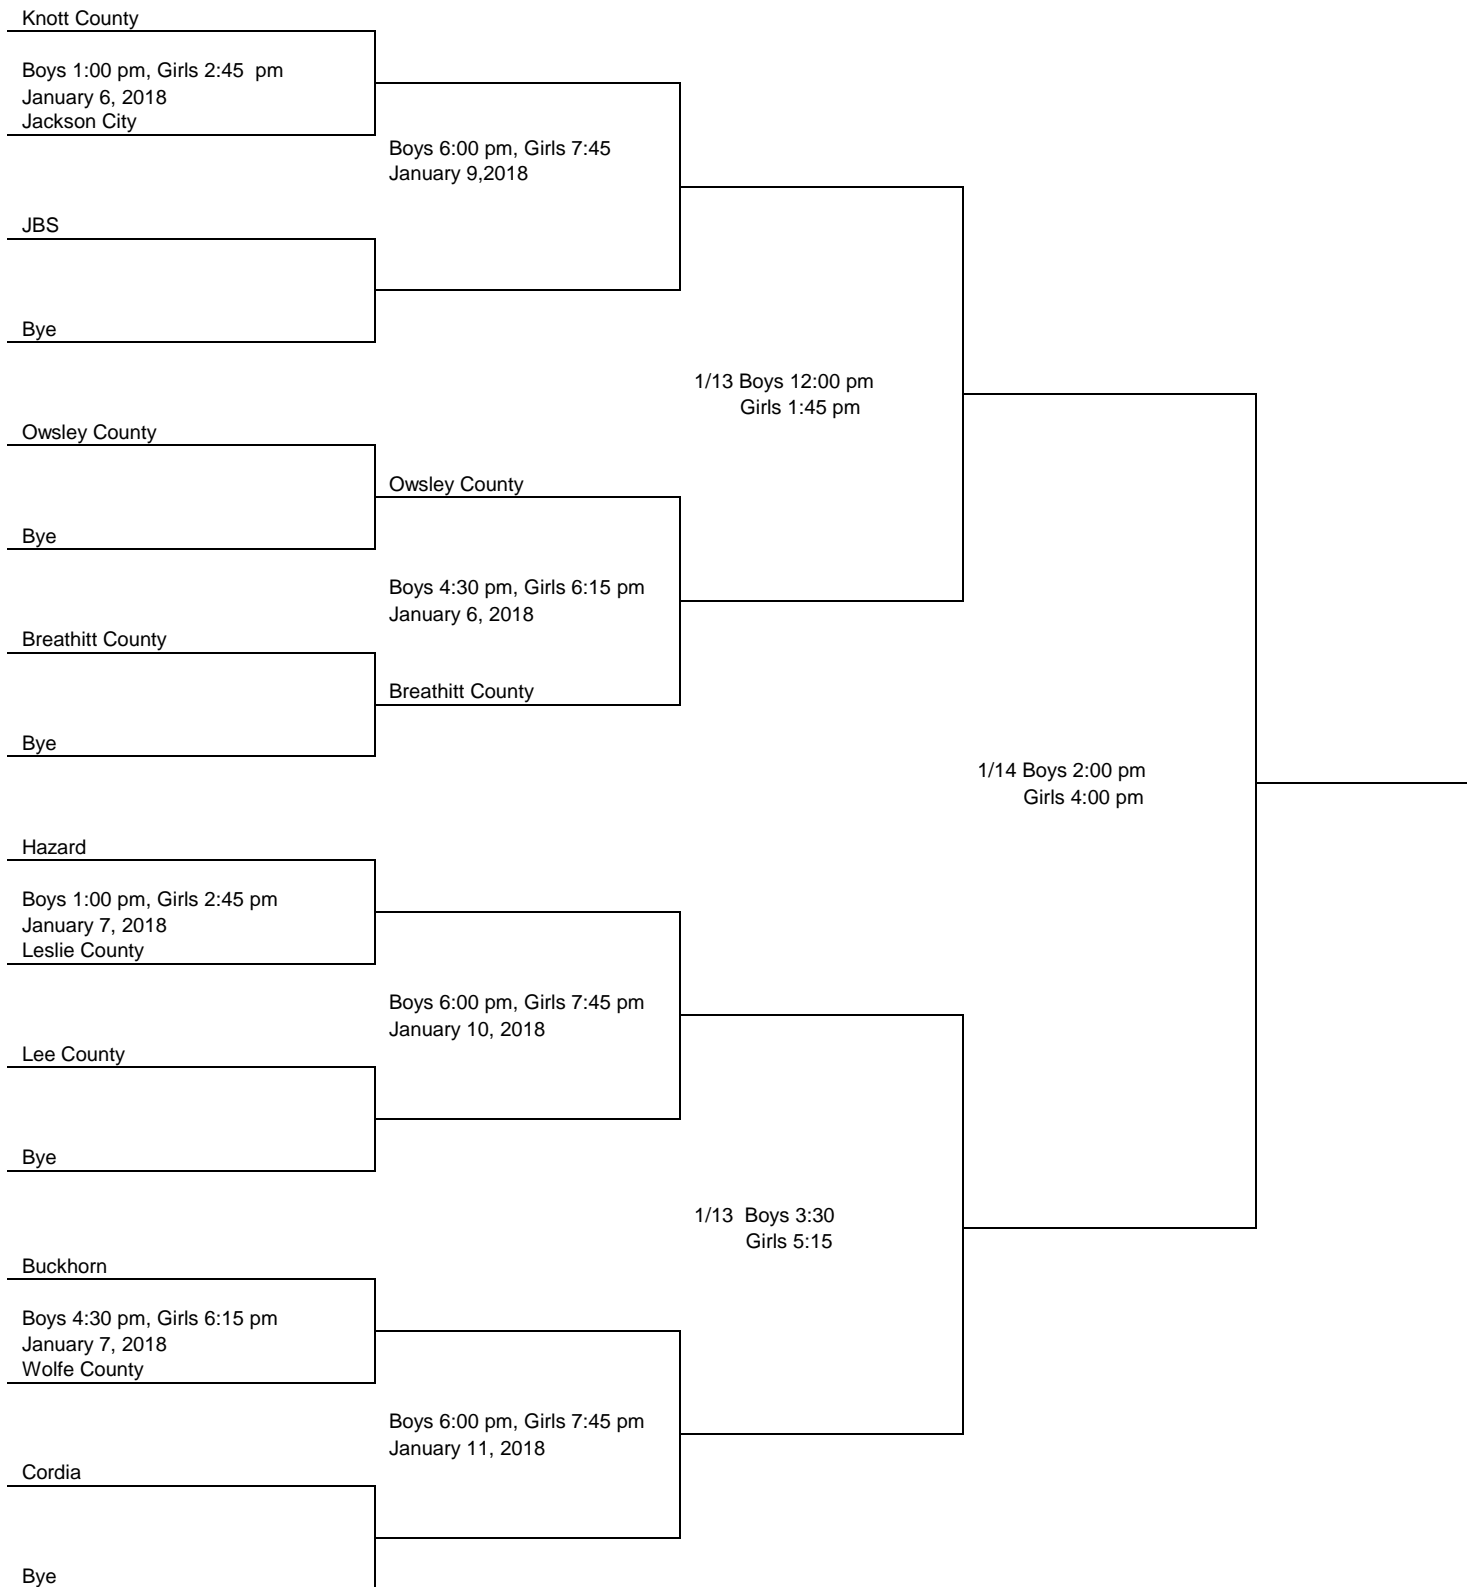 Knott County
Boys 1:00 pm, Girls 2:45  pm
January 6, 2018
Jackson City
Boys 6:00 pm, Girls 7:45
January 9,2018
JBS
Bye
1/13 Boys 12:00 pm
Girls 1:45 pm
Owsley County
Owsley County
Bye
Boys 4:30 pm, Girls 6:15 pm
January 6, 2018
Breathitt County
Breathitt County
Bye
1/14 Boys 2:00 pm
Girls 4:00 pm
Hazard
Boys 1:00 pm, Girls 2:45 pm
January 7, 2018
Leslie County
Boys 6:00 pm, Girls 7:45 pm
January 10, 2018
Lee County
Bye
1/13  Boys 3:30
Girls 5:15
Buckhorn
Boys 4:30 pm, Girls 6:15 pm
January 7, 2018
Wolfe County
Boys 6:00 pm, Girls 7:45 pm
January 11, 2018
Cordia
Bye